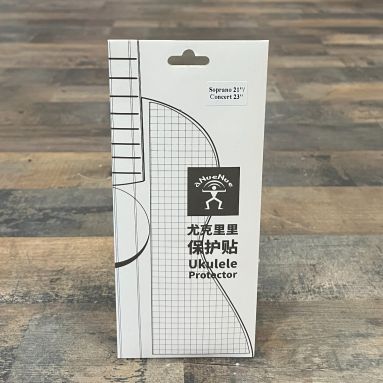 Soprano 21"/
Concert 23"
aNueNue
尤克里里
保护贴
Ukulele
Protector